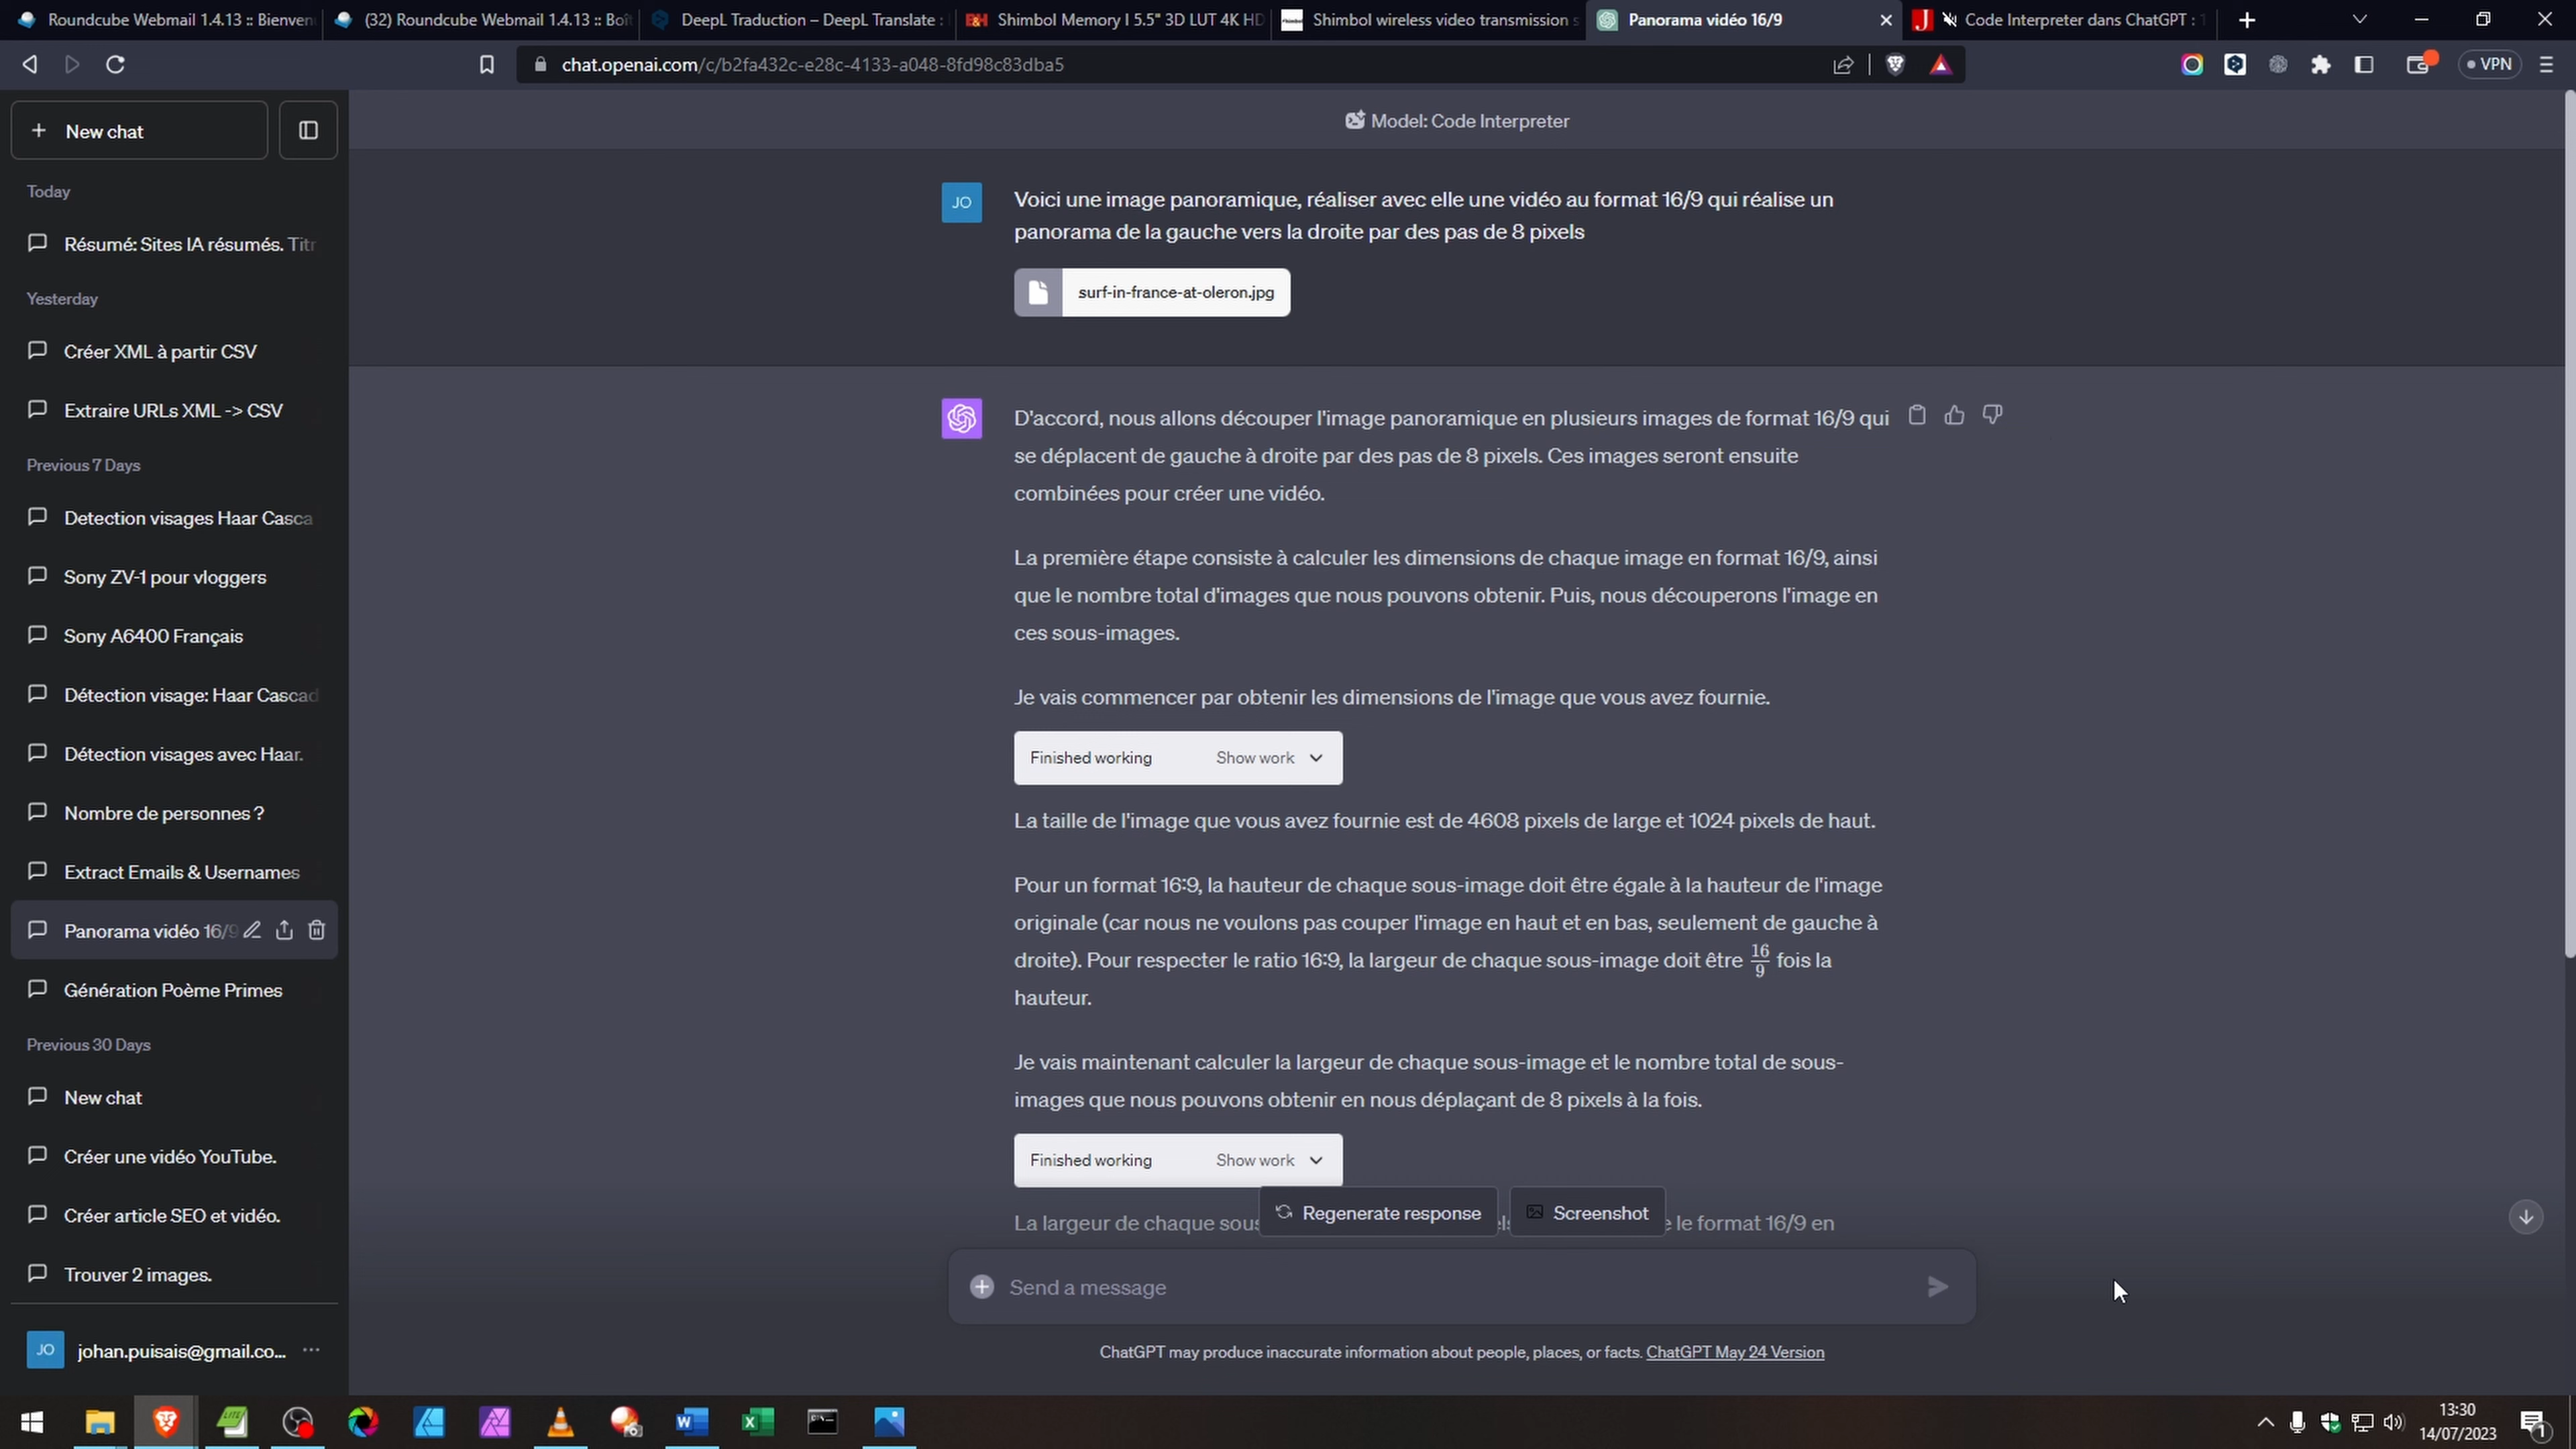 Roundcube Webmail 1.4.13 :: Bienven
(32) Roundcube Webmail 1.4.13 :: Boît
DeepL Traduction – DeepL Translate :
Shimbol Memory I 5.5" 3D LUT 4K HD
Shimbol wireless video transmission s
Panorama vidéo 16/9
Code Interpreter dans ChatGPT :
chat.openai.com/c/b2fa432c-e28c-4133-a048-8fd98c83dba5
VPN
New chat
Today
Résumé: Sites IA résumés. Titr
Yesterday
Créer XML à partir CSV
Extraire URLs XML -> CSV
Previous 7 Days
Detection visages Haar Casca
Sony ZV-1 pour vloggers
Sony A6400 Français
Détection visage: Haar Cascad
Détection visages avec Haar.
Nombre de personnes ?
Extract Emails & Usernames
Panorama vidéo 16/9
Génération Poème Primes
Previous 30 Days
New chat
Créer une vidéo YouTube.
Créer article SEO et vidéo.
Trouver 2 images.
JO
johan.puisais@gmail.co...
Model: Code Interpreter
JO
Voici une image panoramique, réaliser avec elle une vidéo au format 16/9 qui réalise un
panorama de la gauche vers la droite par des pas de 8 pixels
surf-in-france-at-oleron.jpg
D'accord, nous allons découper l'image panoramique en plusieurs images de format 16/9 qui
se déplacent de gauche à droite par des pas de 8 pixels. Ces images seront ensuite
combinées pour créer une vidéo.
La première étape consiste à calculer les dimensions de chaque image en format 16/9, ainsi
que le nombre total d'images que nous pouvons obtenir. Puis, nous découperons l'image en
ces sous-images.
Je vais commencer par obtenir les dimensions de l'image que vous avez fournie.
Finished working Show work
La taille de l'image que vous avez fournie est de 4608 pixels de large et 1024 pixels de haut.
Pour un format 16:9, la hauteur de chaque sous-image doit être égale à la hauteur de l'image
originale (car nous ne voulons pas couper l'image en haut et en bas, seulement de gauche à
droite). Pour respecter le ratio 16:9, la largeur de chaque sous-image doit être 16/9 fois la
hauteur.
Je vais maintenant calculer la largeur de chaque sous-image et le nombre total de sous-
images que nous pouvons obtenir en nous déplaçant de 8 pixels à la fois.
Finished working Show work
La largeur de chaque sous
le format 16/9 en
Regenerate response
Screenshot
Send a message
ChatGPT may produce inaccurate information about people, places, or facts. ChatGPT May 24 Version
13:30
14/07/2023
1